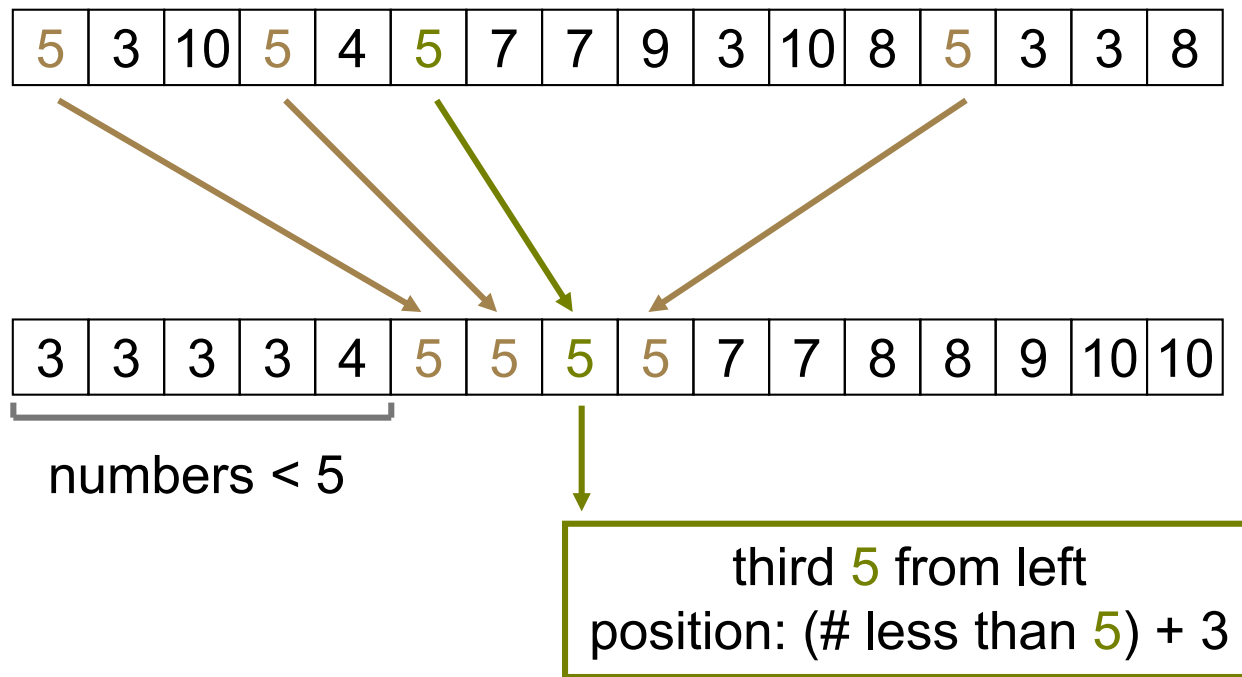 5 3 10 5 4 5 7 7 9 3 10 8 5 3 3 8
3 3 3 3 4 5 5 5 5 7 7 8 8 9 10 10
numbers < 5
third 5 from left
position: (# less than 5) + 3